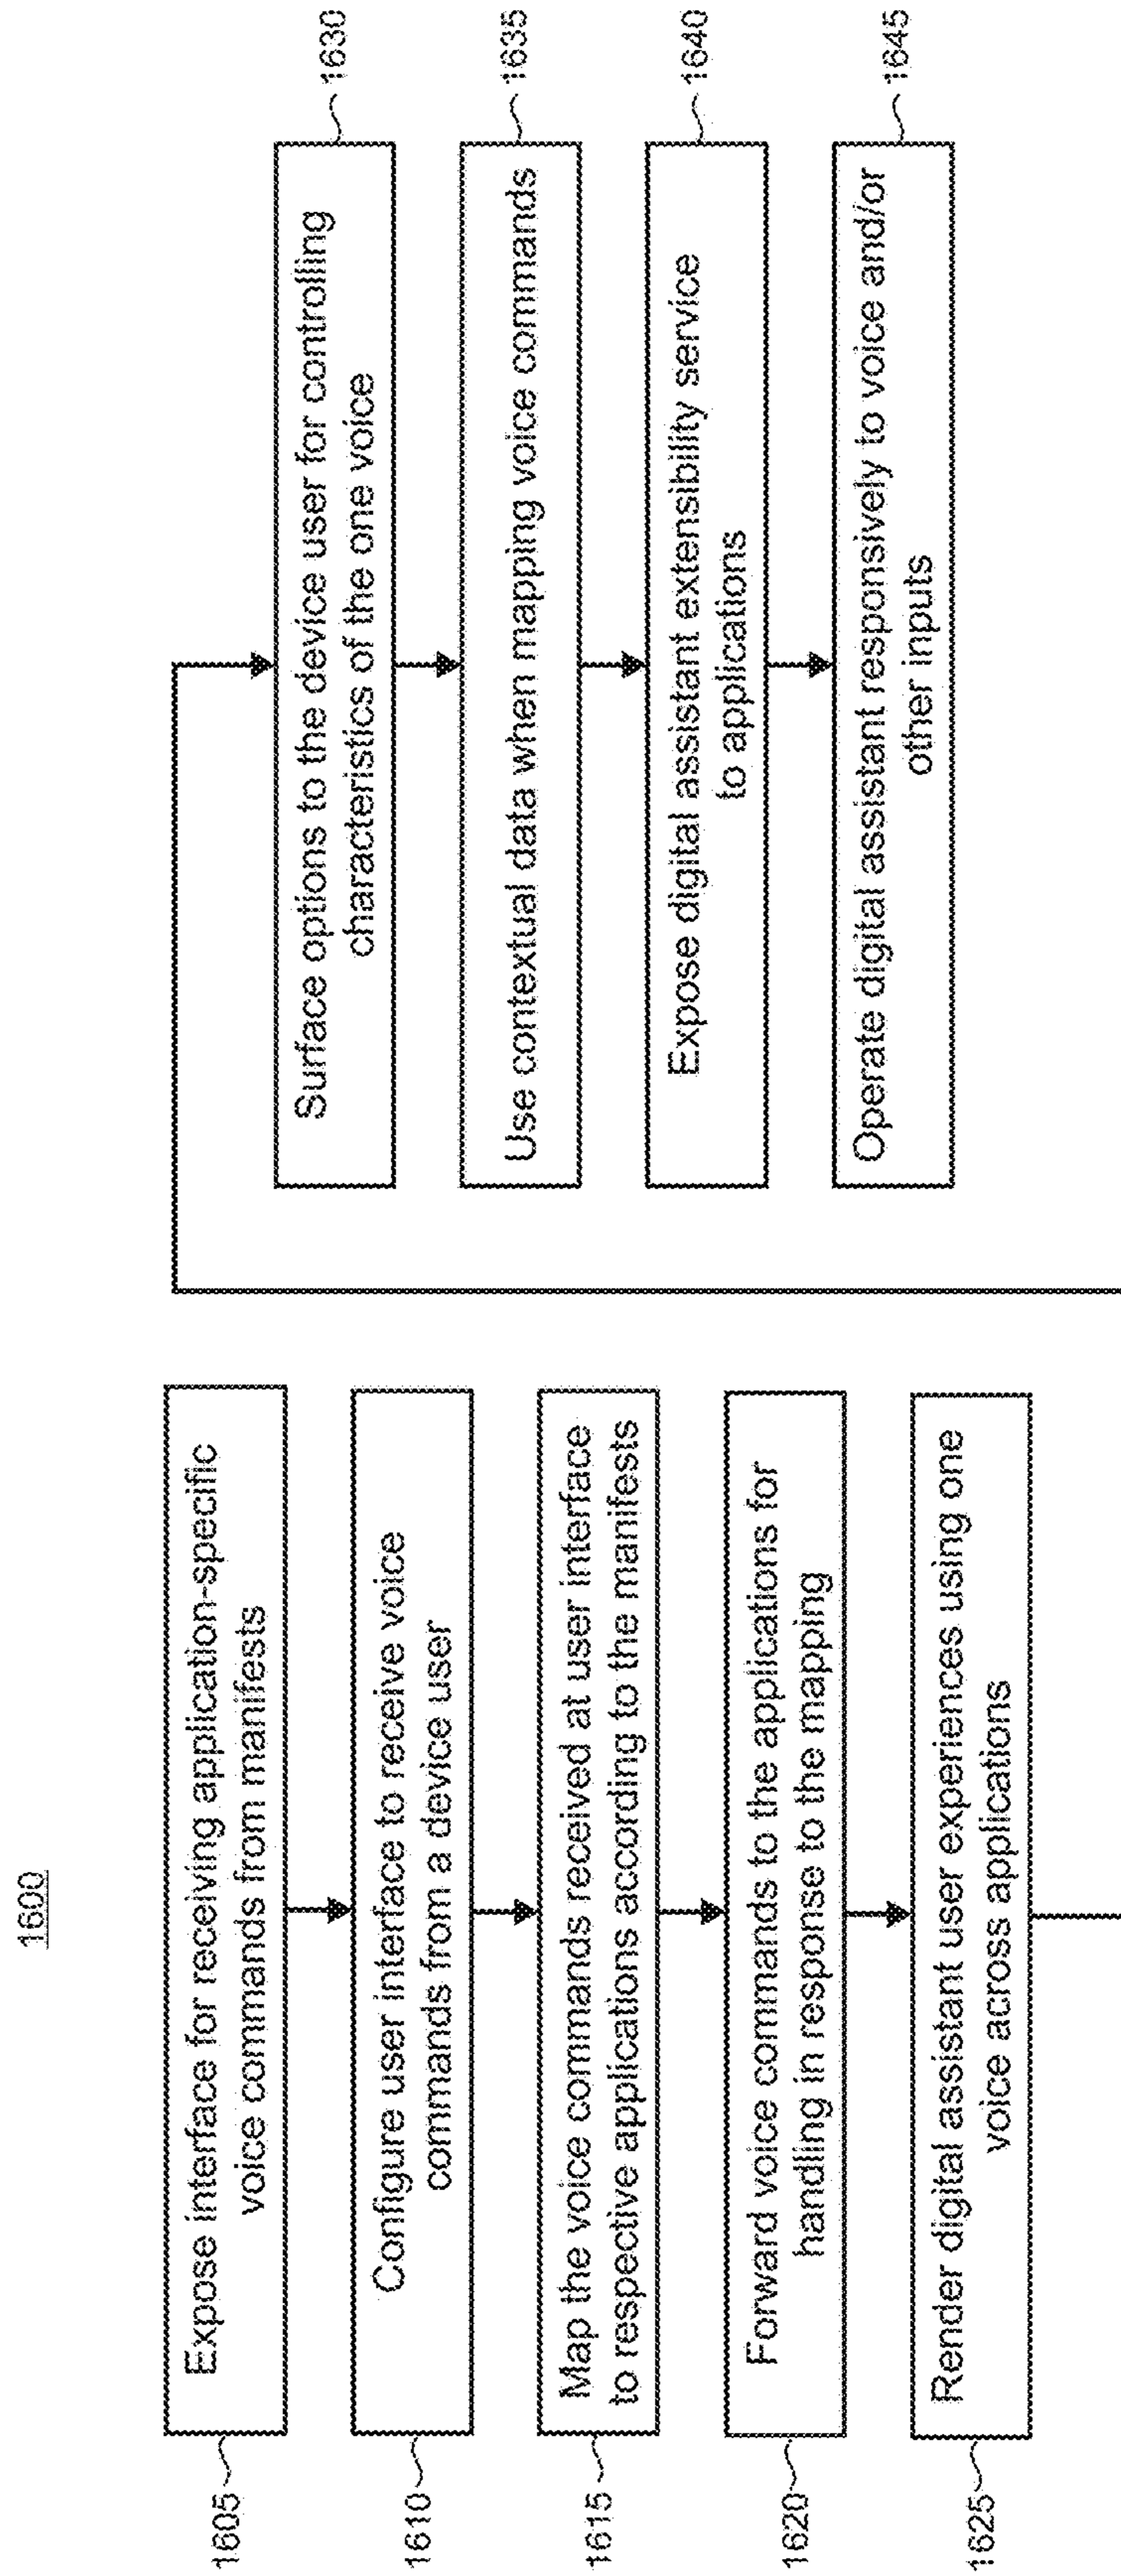 1600
1605
Expose interface for receiving application-specific
voice commands from manifests
1610
Configure user interface to receive voice
commands from a device user
1615
Map the voice commands received at user interface
to respective applications according to the manifests
1620
Forward voice commands to the applications for
handling in response to the mapping
1625
Render digital assistant user experiences using one
voice across applications
Surface options to the device user for controlling
characteristics of the one voice
1630
Use contextual data when mapping voice commands
1635
Expose digital assistant extensibility service
to applications
1640
Operate digital assistant responsively to voice and/or
other inputs
1645